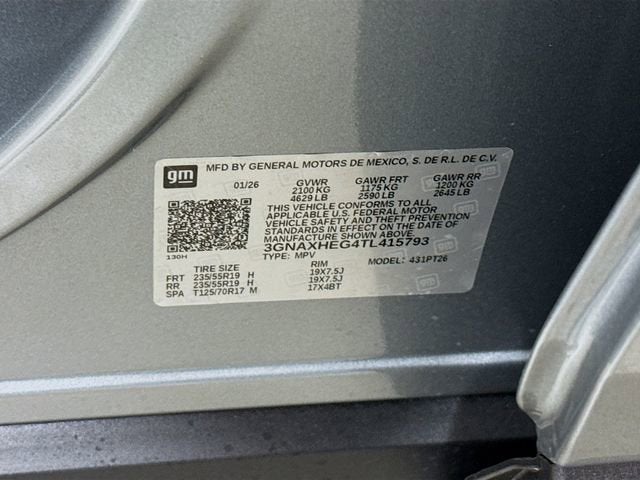 gm
MFD BY GENERAL MOTORS DE MEXICO, S. DE R.L. DE C.V.
01/26 GVWR GAWR FRT GAWR RR
2100 KG 1175 KG 1200 KG
4629 LB 2590 LB 2645 LB
THIS VEHICLE CONFORMS TO ALL
APPLICABLE U.S. FEDERAL MOTOR
VEHICLE SAFETY AND THEFT PREVENTION
STANDARDS IN EFFECT ON THE DATE OF
MANUFACTURE SHOWN ABOVE.
3GNAXHEG4TL415793
130H TYPE: MPV MODEL: 431PT26
TIRE SIZE RIM
FRT 235/55R19 H 19X7.5J
RR 235/55R19 H 19X7.5J
SPA T125/70R17 M 17X4BT